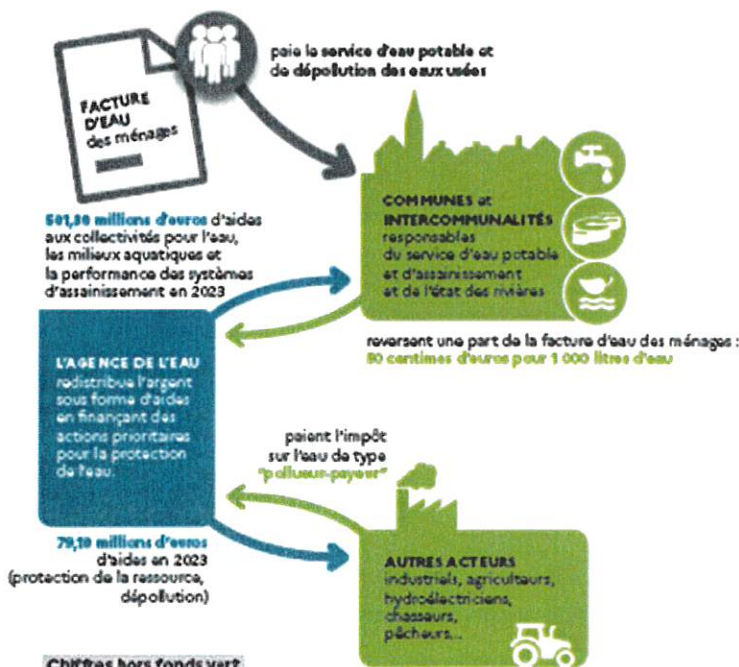 paie le service d'eau potable et
de dépollution des eaux usées
FACTURE
D'EAU
des ménages
COMMUNES et
INTERCOMMUNALITÉS
responsables
du service d'eau potable
et d'assainissement
et de l'état des rivières
millions d'euros d'aides
aux collectivités pour l'eau,
les milieux aquatiques et
la performance des systèmes
d'assainissement en 2023
reversent une part de la facture d'eau des ménages :
80 centimes d'euros pour 1 000 litres d'eau
L'AGENCE DE L'EAU
redistribue l'argent
sous forme d'aides
en finançant des
actions prioritaires
pour la protection
de l'eau.
paient l'impôt
sur l'eau de type
"pollueur-payeur"
79,10 millions d'euros
d'aides en 2023
(protection de la ressource,
dépollution)
AUTRES ACTEURS
industriels, agriculteurs,
hydroélectriciens,
chasseurs,
pêcheurs...
Chiffres hors fonds vert